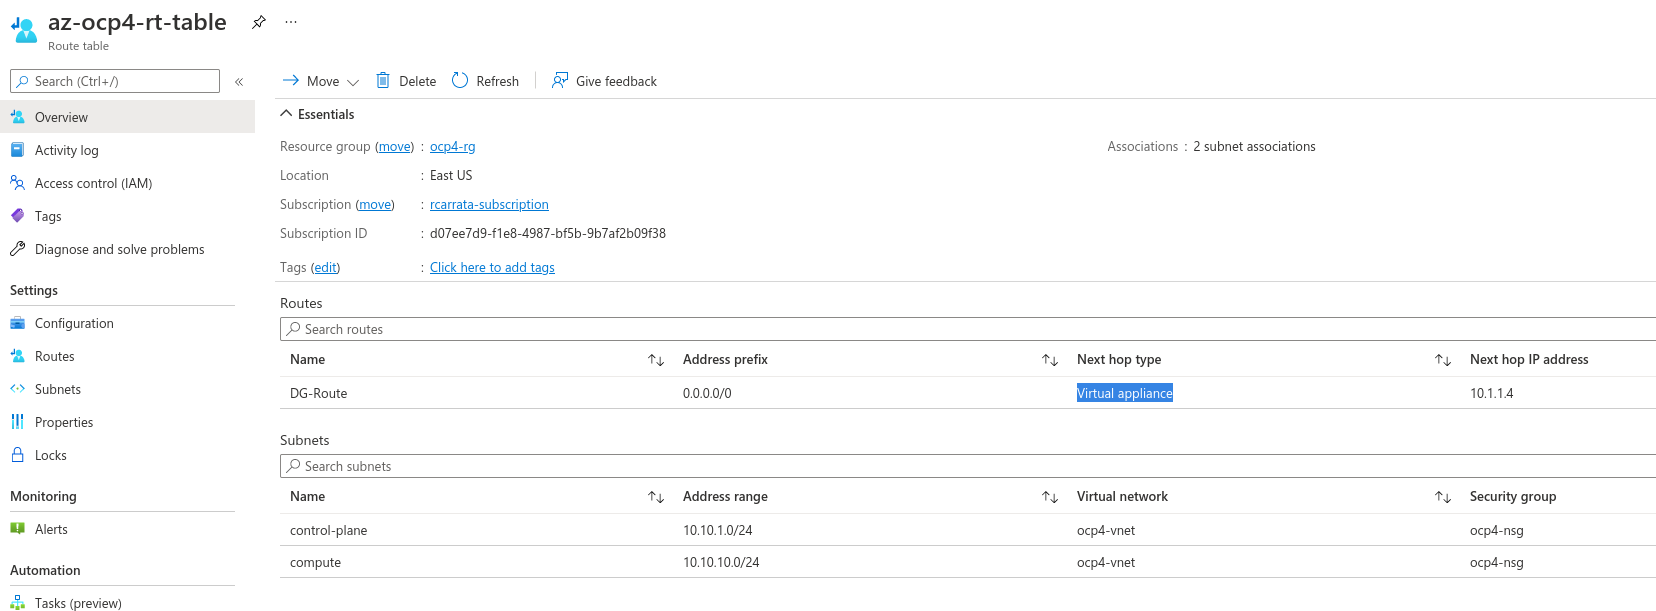 az-ocp4-rt-table
Route table
Search (Ctrl+/)
Overview
Activity log
Access control (IAM)
Tags
Diagnose and solve problems
Settings
Configuration
Routes
Subnets
Properties
Locks
Monitoring
Alerts
Automation
Tasks (preview)
Move Delete Refresh Give feedback
Essentials
Resource group (move) : ocp4-rg Associations : 2 subnet associations
Location : East US
Subscription (move) : rcarrata-subscription
Subscription ID : d07ee7d9-f1e8-4987-bf5b-9b7af2b09f38
Tags (edit) : Click here to add tags
Routes
Search routes
Name Address prefix Next hop type Next hop IP address
DG-Route 0.0.0.0/0 Virtual appliance 10.1.1.4
Subnets
Search subnets
Name Address range Virtual network Security group
control-plane 10.10.1.0/24 ocp4-vnet ocp4-nsg
compute 10.10.10.0/24 ocp4-vnet ocp4-nsg